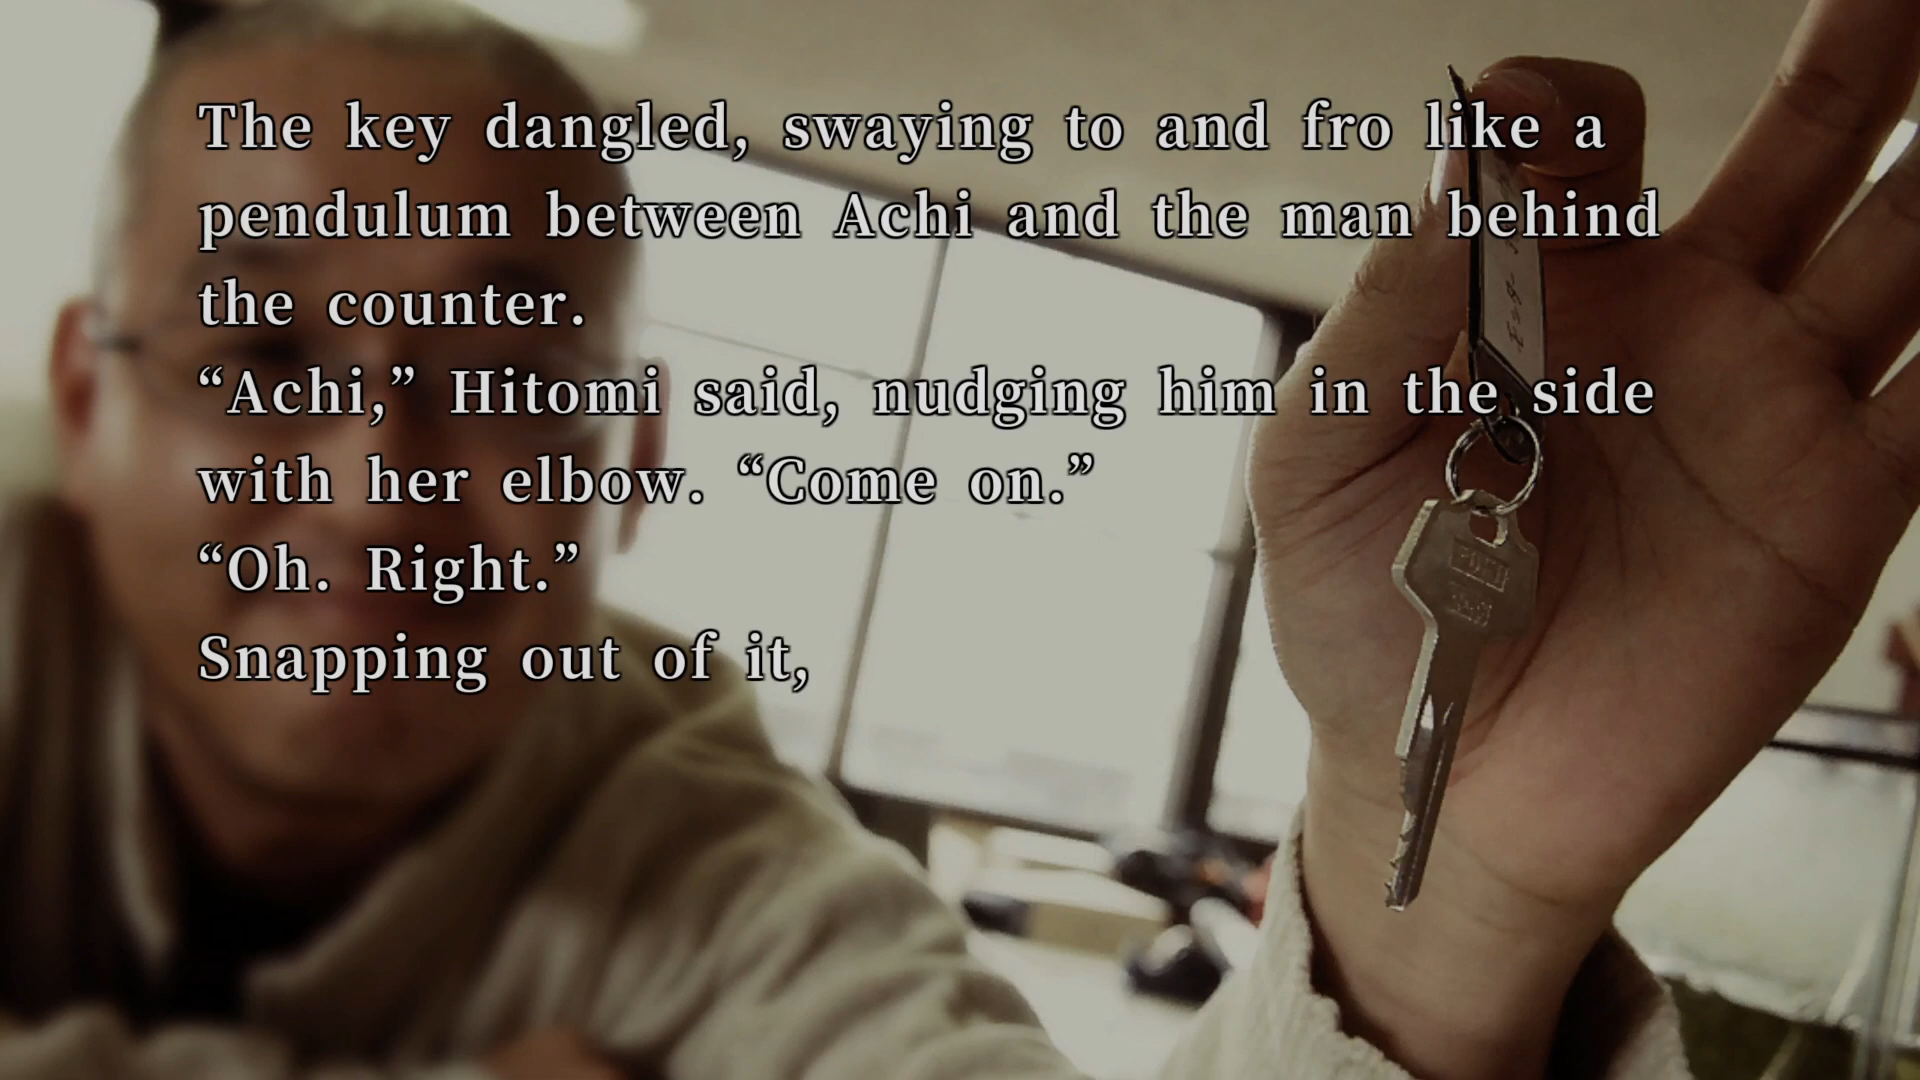 The key dangled, swaying to and fro like a
pendulum between Achi and the man behind
the counter.
“Achi,” Hitomi said, nudging him in the side
with her elbow. “Come on.”
“Oh. Right.”
Snapping out of it,